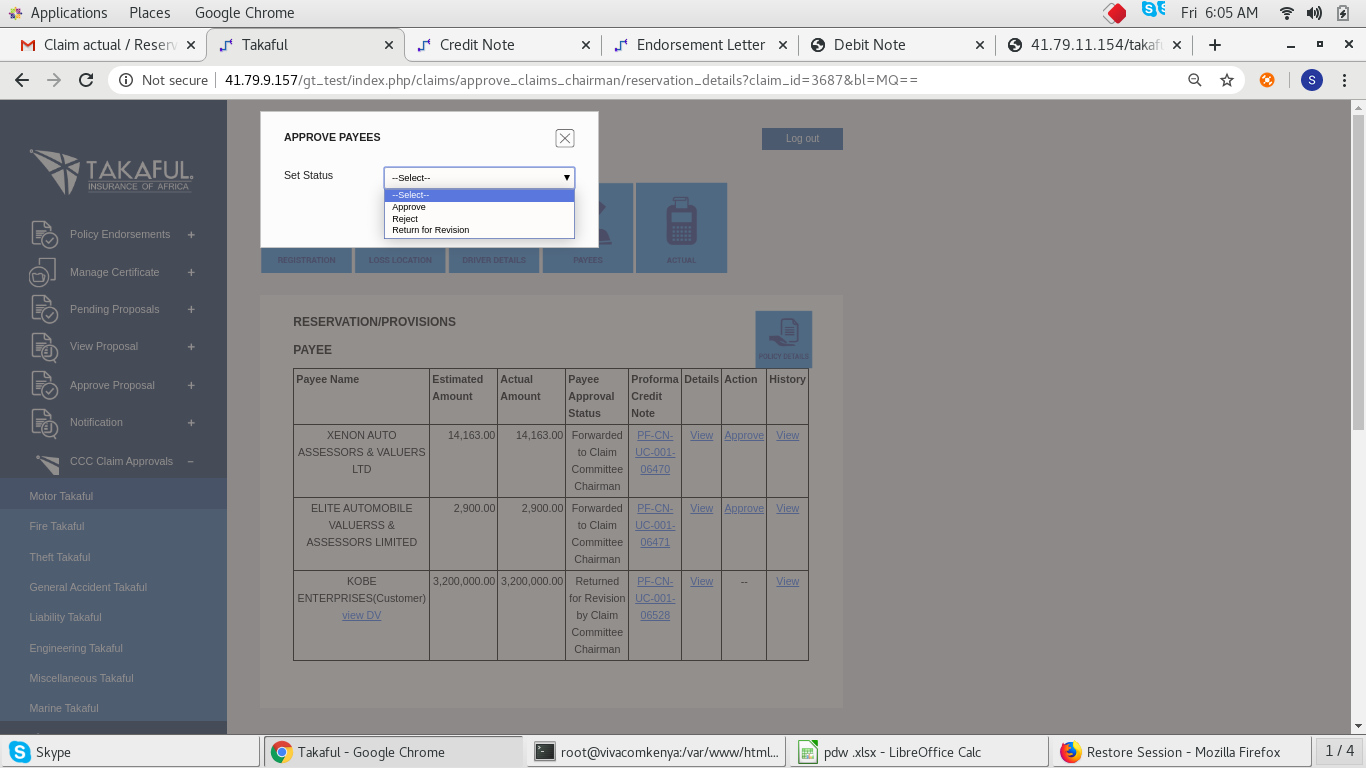 Applications Places Google Chrome Fri 6:05 AM
Claim actual / Reserv Takaful Credit Note Endorsement Letter Debit Note 41.79.11.154/takaf
Not secure 41.79.9.157/gt_test/index.php/claims/approve_claims_chairman/reservation_details?claim_id=3687&bl=MQ== S
TAKAFUL.
INSURANCE OF AFRICA
Policy Endorsements +
Manage Certificate +
Pending Proposals +
View Proposal +
Approve Proposal +
Notification +
CCC Claim Approvals –
Motor Takaful
Fire Takaful
Theft Takaful
General Accident Takaful
Liability Takaful
Engineering Takaful
Miscellaneous Takaful
Marine Takaful
APPROVE PAYEES
Set Status --Select--
--Select--
Approve
Reject
Return for Revision
Log out
REGISTRATION LOSS LOCATION DRIVER DETAILS PAYEES ACTUAL
RESERVATION/PROVISIONS
PAYEE
POLICY DETAILS
Payee Name Estimated Amount Actual Amount Payee Approval Status Proforma Credit Note Details Action History
XENON AUTO ASSESSORS & VALUERS LTD 14,163.00 14,163.00 Forwarded to Claim Committee Chairman PF-CN-UC-001-06470 View Approve View
ELITE AUTOMOBILE VALUERSS & ASSESSORS LIMITED 2,900.00 2,900.00 Forwarded to Claim Committee Chairman PF-CN-UC-001-06471 View Approve View
KOBE ENTERPRISES(Customer) view DV 3,200,000.00 3,200,000.00 Returned for Revision by Claim Committee Chairman PF-CN-UC-001-06528 View -- View
Skype Takaful - Google Chrome root@vivacomkenya:/var/www/html... pdw .xlsx - LibreOffice Calc Restore Session - Mozilla Firefox 1 / 4